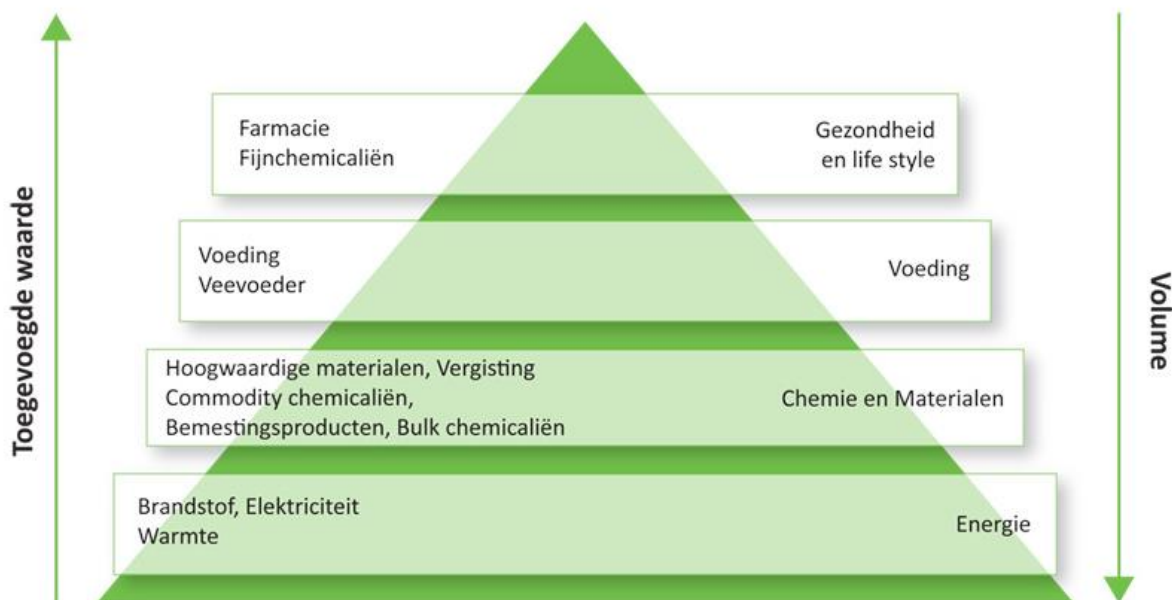 Toegevoegde waarde
Farmacie
Fijnchemicaliën
Gezondheid
en life style
Voeding
Veevoeder
Voeding
Hoogwaardige materialen, Vergisting
Commodity chemicaliën,
Bemestingsproducten, Bulk chemicaliën
Chemie en Materialen
Brandstof, Elektriciteit
Warmte
Energie
Volume